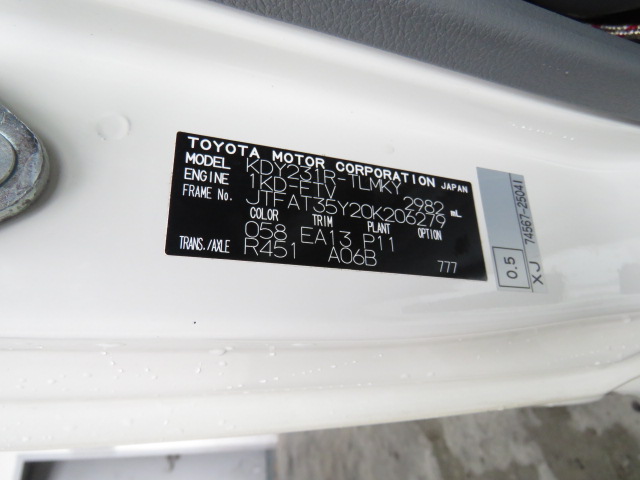 TOYOTA MOTOR CORPORATION JAPAN
MODEL KDY231R-TLMKY
ENGINE 1KD-FTV 2982 mL
FRAME No. JTFAT35Y20K206279
COLOR TRIM PLANT OPTION
058 EA13 P11
TRANS./AXLE R451 A06B 777
74567-25041
0.5 XJ